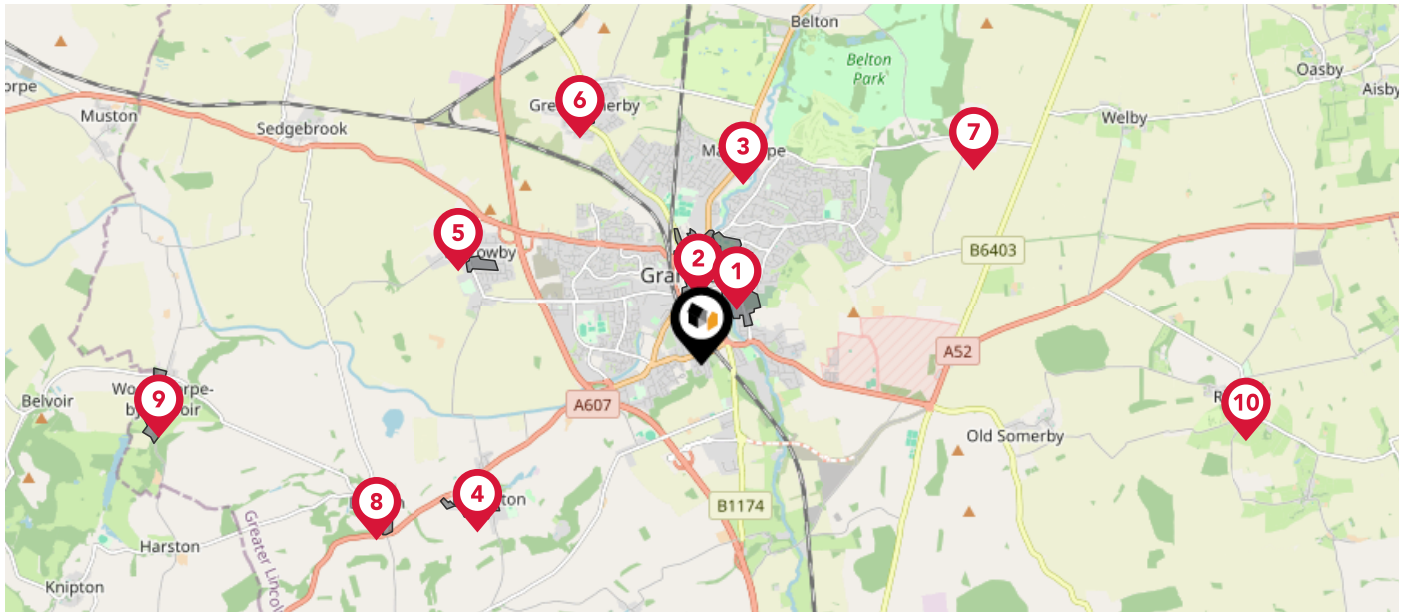 Belton
Belton
Park
Oasby
Aisby
orpe
6
Muston
Sedgebrook
Welby
7
3
5
B6403
2
1
A52
Belvoir
9
A607
10
Old Somerby
8
4
B1174
Harston
Knipton
Greater Lincol